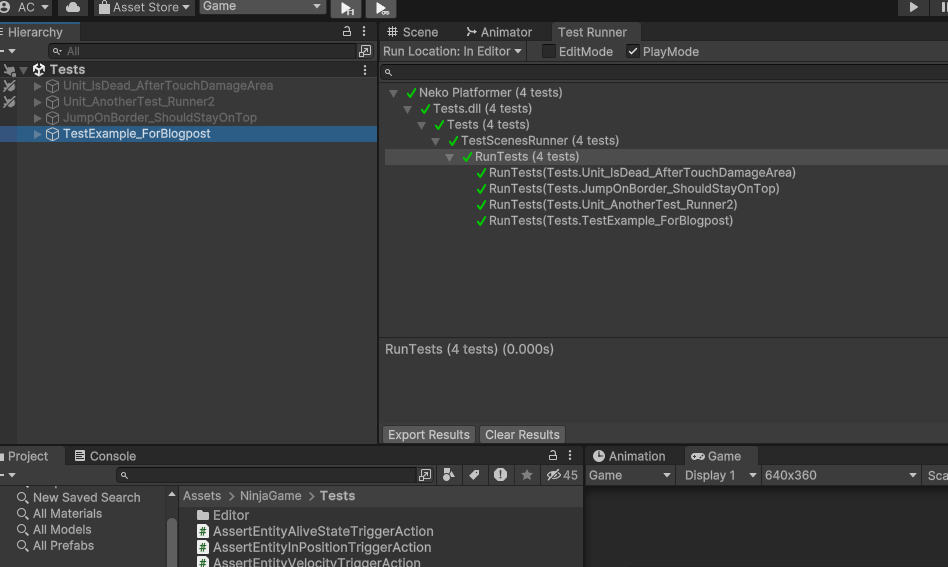 AC
Asset Store
Game
Hierarchy
All
Tests
Unit_IsDead_AfterTouchDamageArea
Unit_AnotherTest_Runner2
JumpOnBorder_ShouldStayOnTop
TestExample_ForBlogpost
Scene
Animator
Test Runner
Run Location: In Editor
EditMode
PlayMode
Neko Platformer (4 tests)
Tests.dll (4 tests)
Tests (4 tests)
TestScenesRunner (4 tests)
RunTests (4 tests)
RunTests(Tests.Unit_IsDead_AfterTouchDamageArea)
RunTests(Tests.JumpOnBorder_ShouldStayOnTop)
RunTests(Tests.Unit_AnotherTest_Runner2)
RunTests(Tests.TestExample_ForBlogpost)
RunTests (4 tests) (0.000s)
Export Results
Clear Results
Project
Console
45
New Saved Search
All Materials
All Models
All Prefabs
Assets > NinjaGame > Tests
Editor
AssertEntityAliveStateTriggerAction
AssertEntityInPositionTriggerAction
AssertEntityVelocityTriggerAction
Animation
Game
Game
Display 1
640x360
Sca